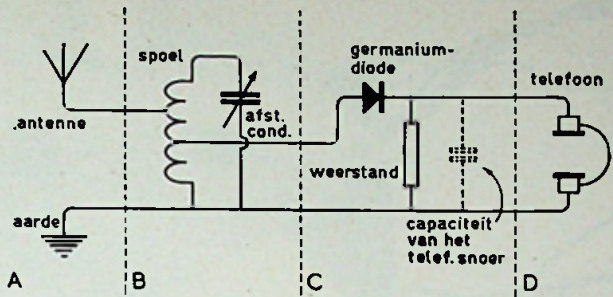 germanium-
diode
spoel
telefoon
antenne
afst.
cond.
weerstand
aarde
capaciteit
van het
telef. snoer
A
B
C
D